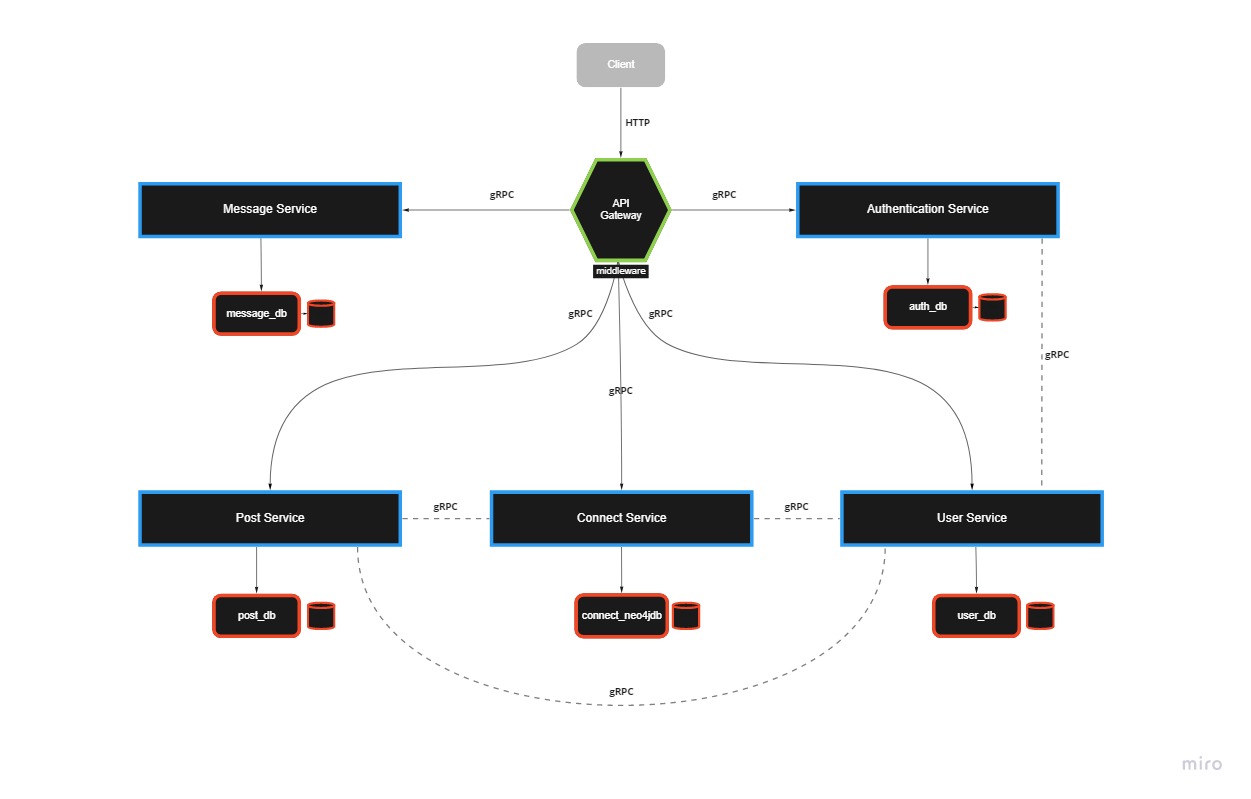 Client
HTTP
Message Service
gRPC
API
Gateway
gRPC
Authentication Service
middleware
message_db
gRPC
gRPC
auth_db
gRPC
gRPC
Post Service
gRPC
Connect Service
gRPC
User Service
post_db
connect_neo4jdb
user_db
gRPC
miro